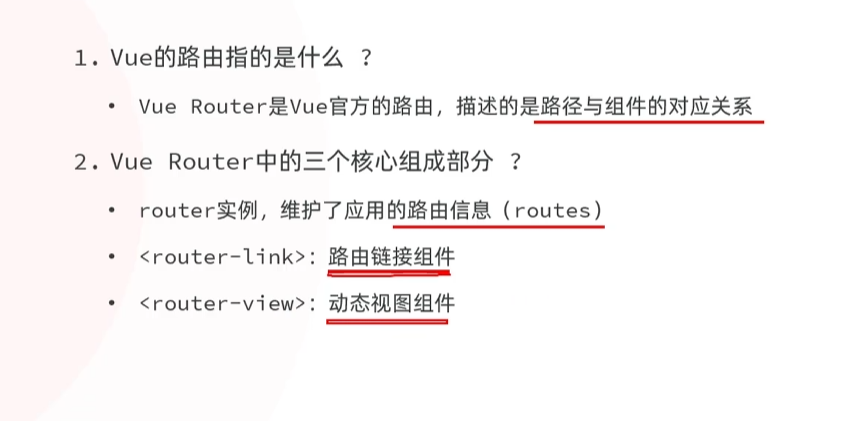 1. Vue的路由指的是什么 ？
• Vue Router是Vue官方的路由，描述的是路径与组件的对应关系
2. Vue Router中的三个核心组成部分 ？
• router实例，维护了应用的路由信息（routes）
• <router-link>：路由链接组件
• <router-view>：动态视图组件